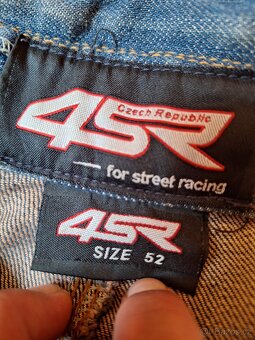 4SR
Czech Republic
for street racing
4SR
SIZE 52